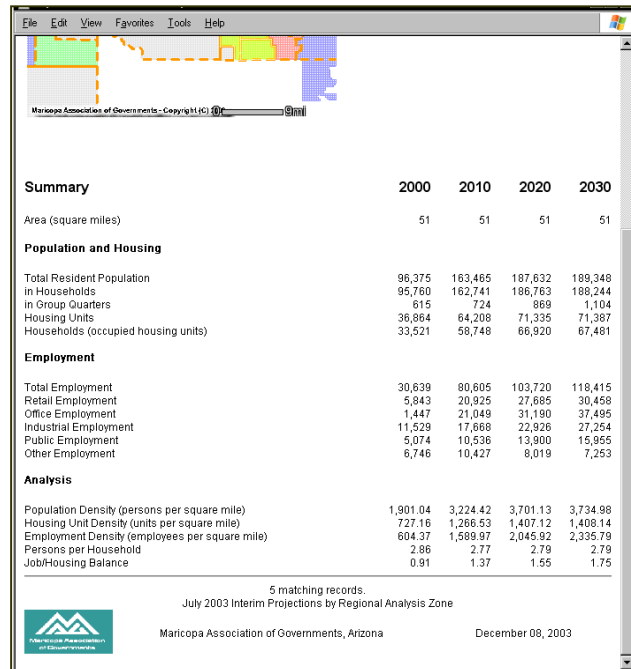 File Edit View Favorites Tools Help
Maricopa Association of Governments - Copyright (C)
0 9mi
Summary 2000 2010 2020 2030
Area (square miles) 51 51 51 51
Population and Housing
Total Resident Population 96,375 163,465 187,632 189,348
in Households 95,760 162,741 186,763 188,244
in Group Quarters 615 724 869 1,104
Housing Units 36,864 64,208 71,335 71,387
Households (occupied housing units) 33,521 58,748 66,920 67,481
Employment
Total Employment 30,639 80,605 103,720 118,415
Retail Employment 5,843 20,925 27,685 30,458
Office Employment 1,447 21,049 31,190 37,495
Industrial Employment 11,529 17,668 22,926 27,254
Public Employment 5,074 10,536 13,900 15,955
Other Employment 6,746 10,427 8,019 7,253
Analysis
Population Density (persons per square mile) 1,901.04 3,224.42 3,701.13 3,734.98
Housing Unit Density (units per square mile) 727.16 1,266.53 1,407.12 1,408.14
Employment Density (employees per square mile) 604.37 1,589.97 2,045.92 2,335.79
Persons per Household 2.86 2.77 2.79 2.79
Job/Housing Balance 0.91 1.37 1.55 1.75
5 matching records.
July 2003 Interim Projections by Regional Analysis Zone
Maricopa Association of Governments
Maricopa Association of Governments, Arizona December 08, 2003